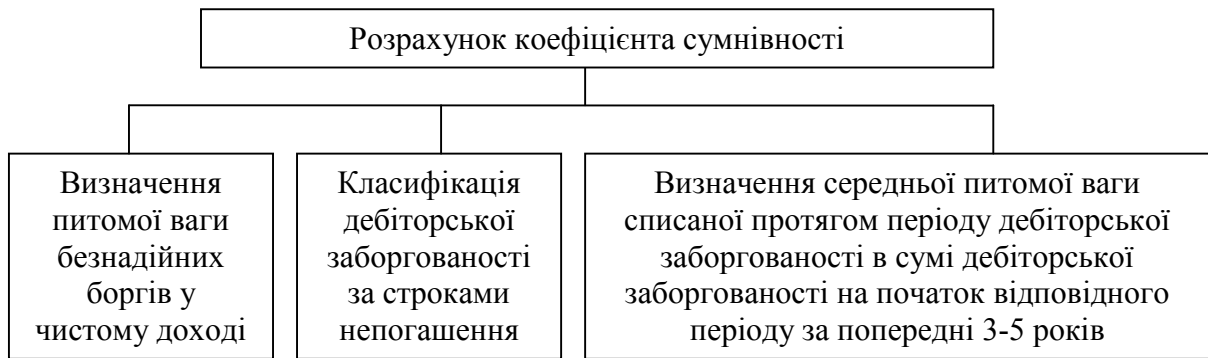 Розрахунок коефіцієнта сумнівності
Визначення
питомої ваги
безнадійних
боргів у
чистому доході
Класифікація
дебіторської
заборгованості
за строками
непогашення
Визначення середньої питомої ваги
списаної протягом періоду дебіторської
заборгованості в сумі дебіторської
заборгованості на початок відповідного
періоду за попередні 3-5 років